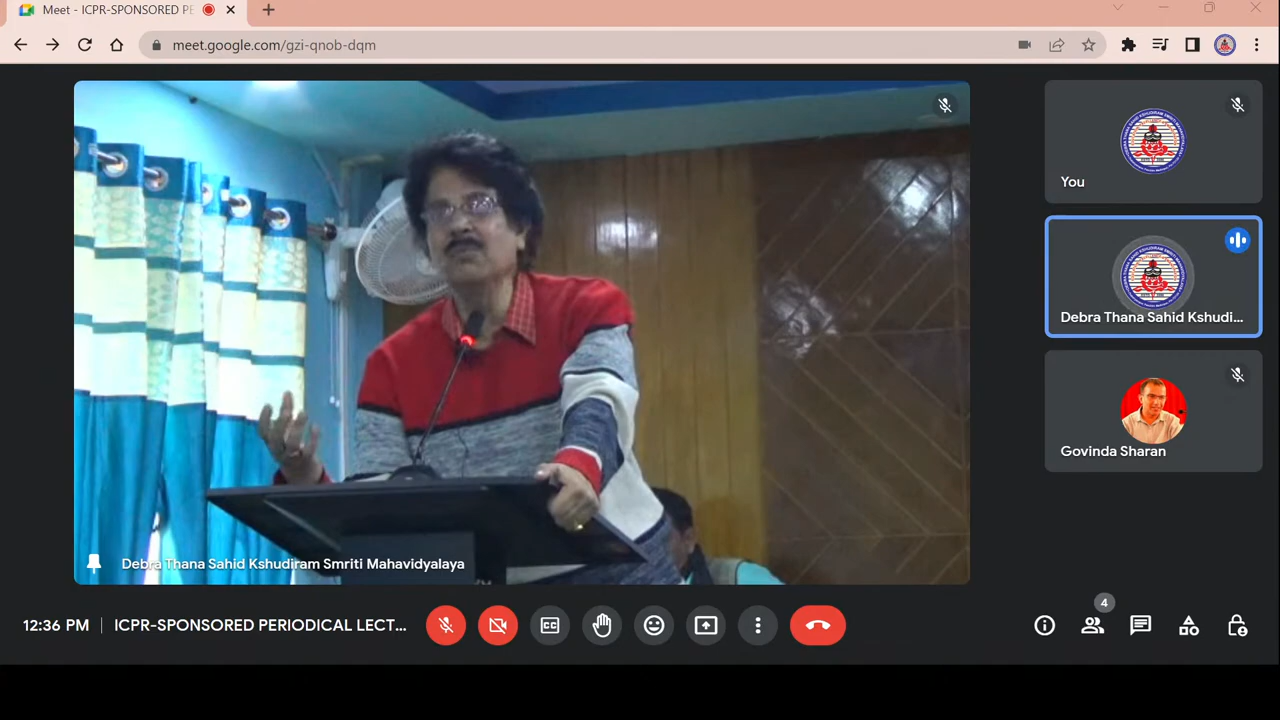 Meet - ICPR-SPONSORED PE
meet.google.com/gzi-qnob-dqm
You
Debra Thana Sahid Kshudi...
Govinda Sharan
Debra Thana Sahid Kshudiram Smriti Mahavidyalaya
12:36 PM | ICPR-SPONSORED PERIODICAL LECT...
CC
4